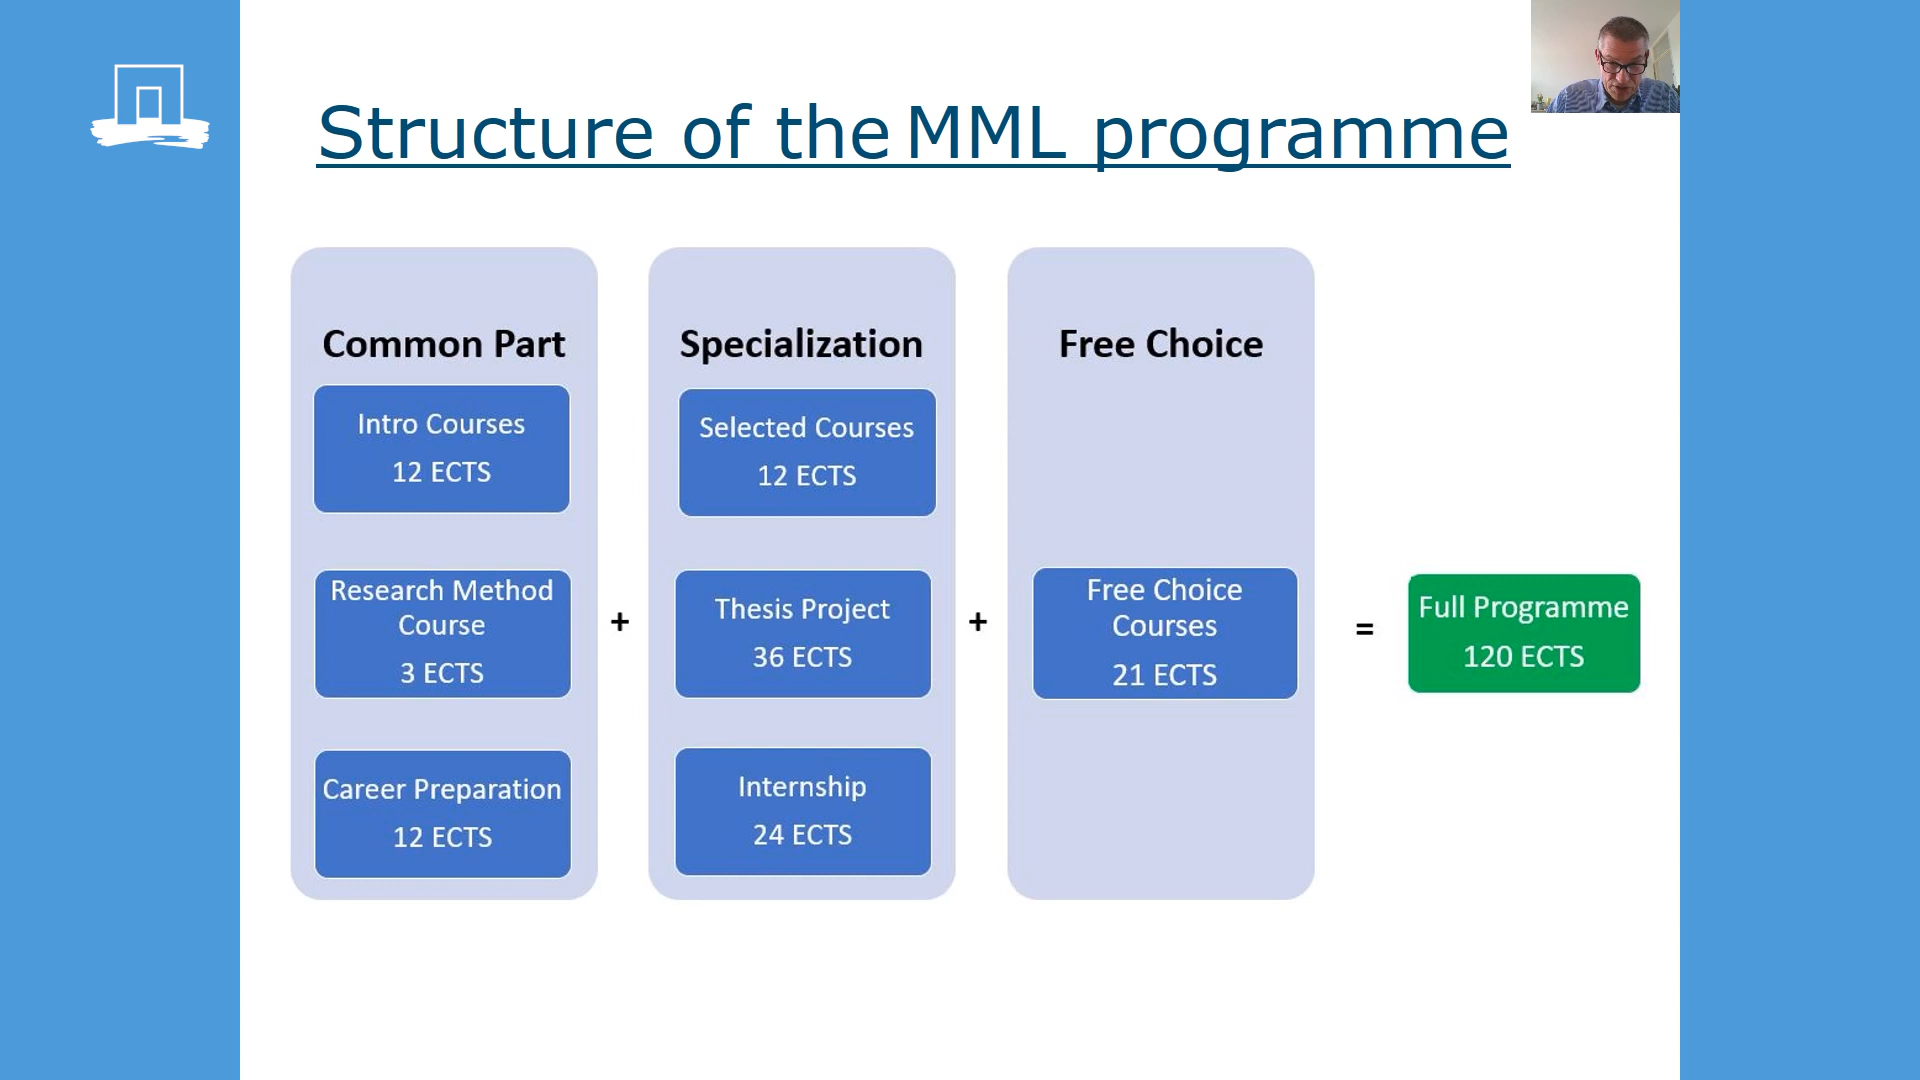 Structure of the MML programme
Common Part
Intro Courses
12 ECTS
Research Method
Course
3 ECTS
Career Preparation
12 ECTS
+
Specialization
Selected Courses
12 ECTS
Thesis Project
36 ECTS
Internship
24 ECTS
+
Free Choice
Free Choice
Courses
21 ECTS
=
Full Programme
120 ECTS